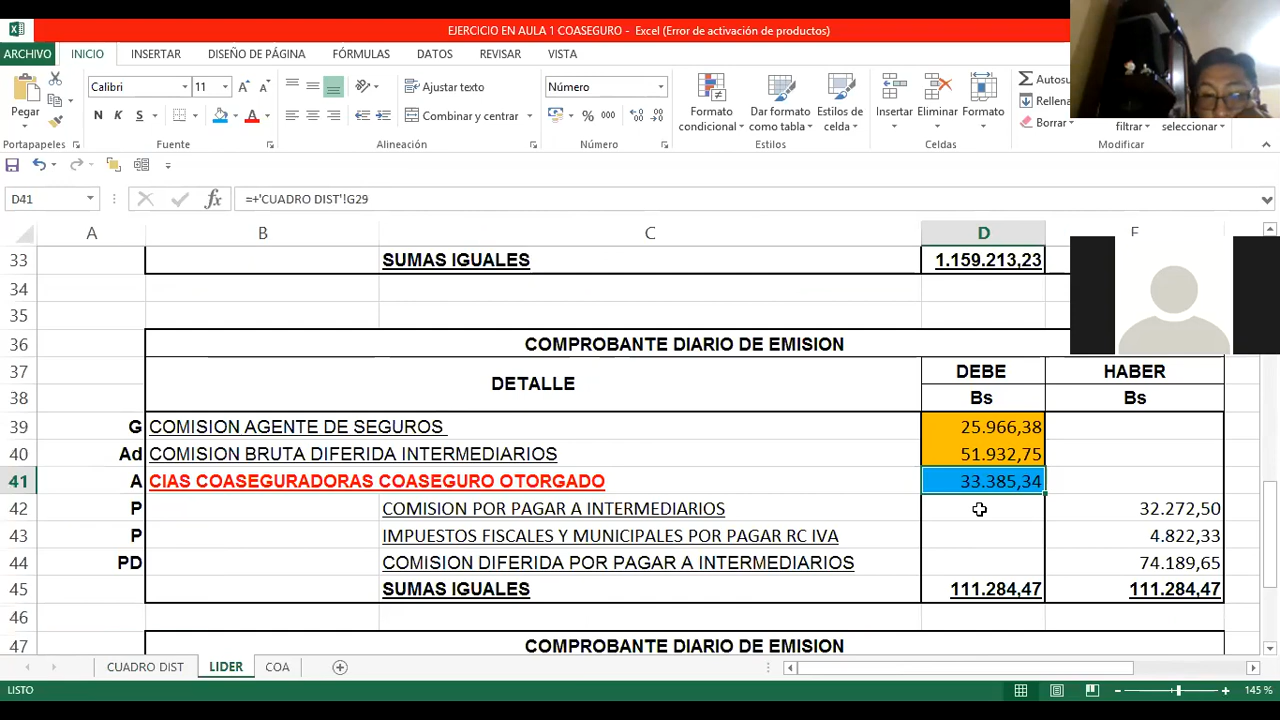 EJERCICIO EN AULA 1 COASEGURO - Excel (Error de activación de productos)
ARCHIVO INICIO INSERTAR DISEÑO DE PÁGINA FÓRMULAS DATOS REVISAR VISTA
Calibri 11 Ajustar texto Número Autosu
Pegar N K S Combinar y centrar % 000 Formato condicional Dar formato como tabla Estilos de celda Insertar Eliminar Formato Rellena
Borrar filtrar seleccionar
Portapapeles Fuente Alineación Número Estilos Celdas Modificar
D41 =+'CUADRO DIST'!G29
A B C D
33 SUMAS IGUALES 1.159.213,23
34
35
36 COMPROBANTE DIARIO DE EMISION
37 DETALLE DEBE HABER
38 Bs Bs
39 G COMISION AGENTE DE SEGUROS 25.966,38
40 Ad COMISION BRUTA DIFERIDA INTERMEDIARIOS 51.932,75
41 A CIAS COASEGURADORAS COASEGURO OTORGADO 33.385,34
42 P COMISION POR PAGAR A INTERMEDIARIOS 32.272,50
43 P IMPUESTOS FISCALES Y MUNICIPALES POR PAGAR RC IVA 4.822,33
44 PD COMISION DIFERIDA POR PAGAR A INTERMEDIARIOS 74.189,65
45 SUMAS IGUALES 111.284,47 111.284,47
46
47 COMPROBANTE DIARIO DE EMISION
CUADRO DIST LIDER COA
LISTO 145 %